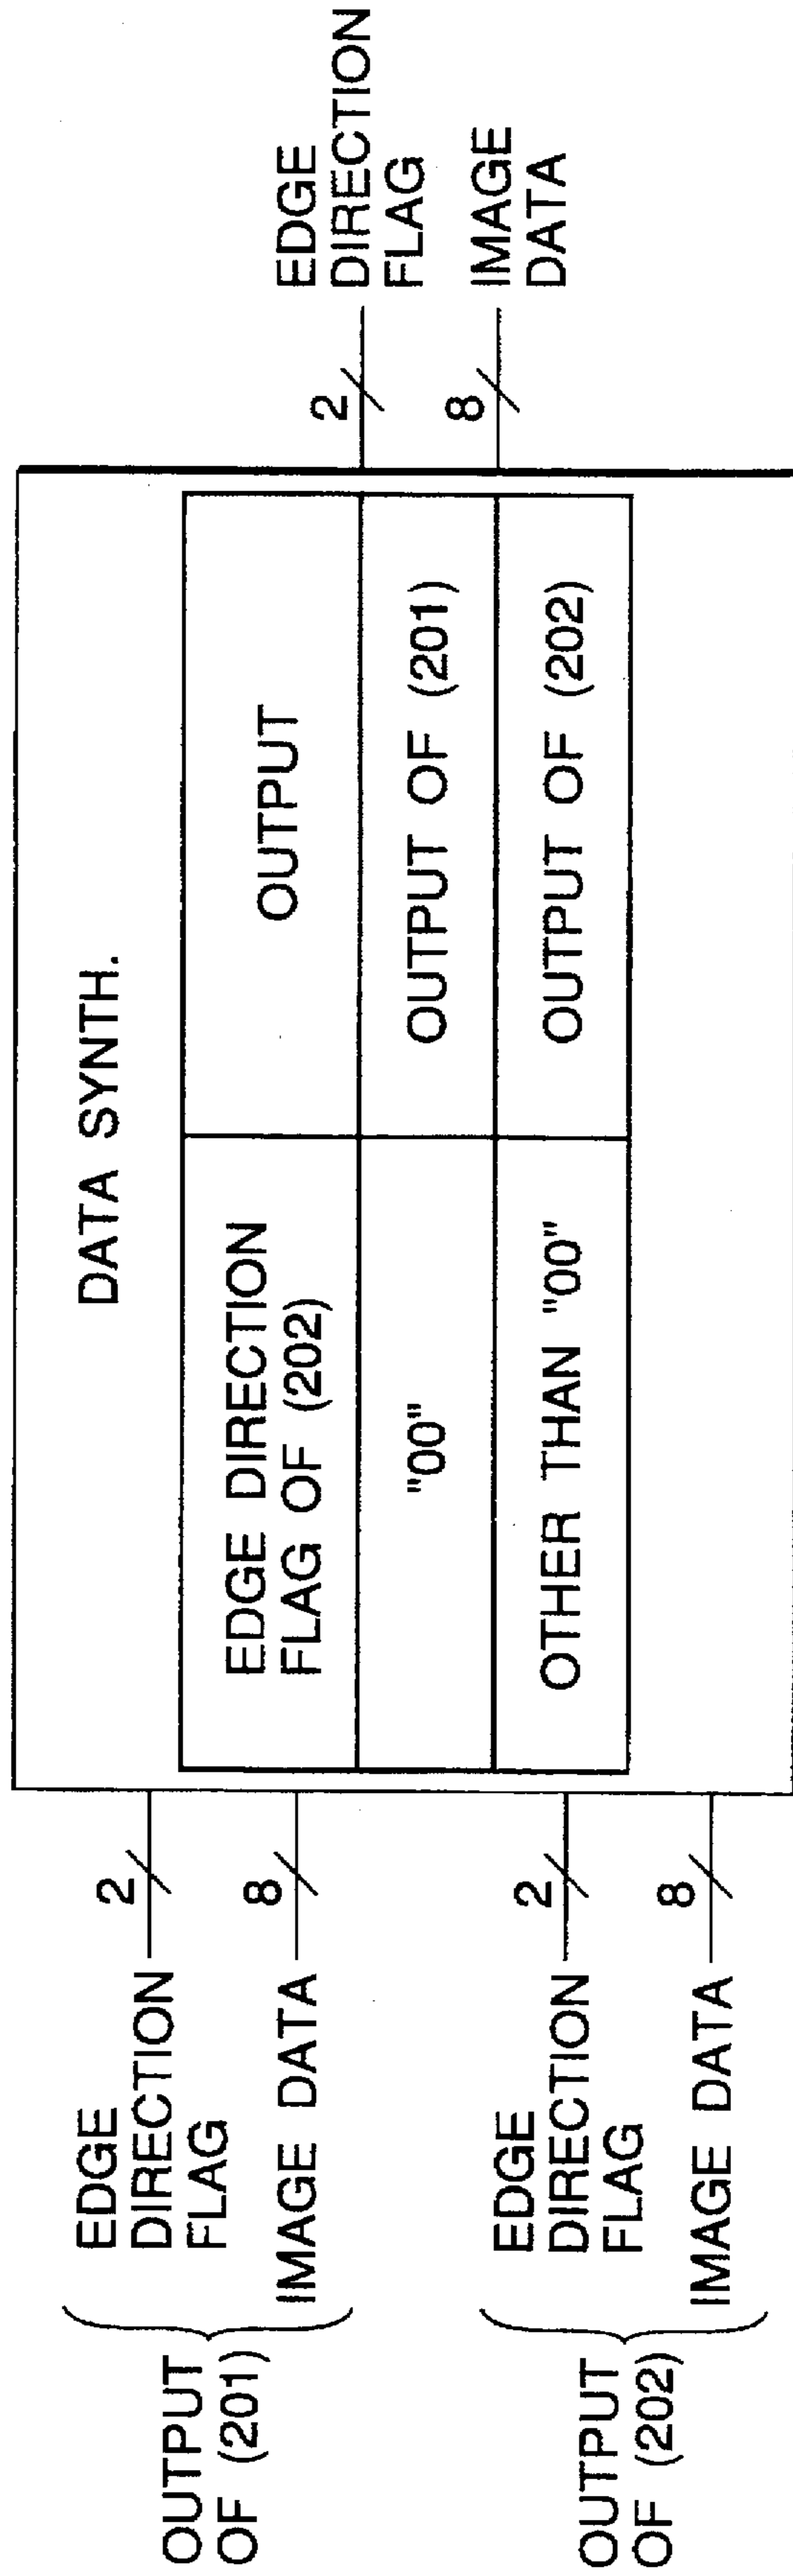 OUTPUT
OF (201)
EDGE
DIRECTION
FLAG
2
IMAGE DATA
8
OUTPUT
OF (202)
EDGE
DIRECTION
FLAG
2
IMAGE DATA
8
DATA SYNTH.
EDGE DIRECTION
FLAG OF (202)
OUTPUT
"00"
OUTPUT OF (201)
OTHER THAN "00"
OUTPUT OF (202)
2
EDGE
DIRECTION
FLAG
8
IMAGE
DATA